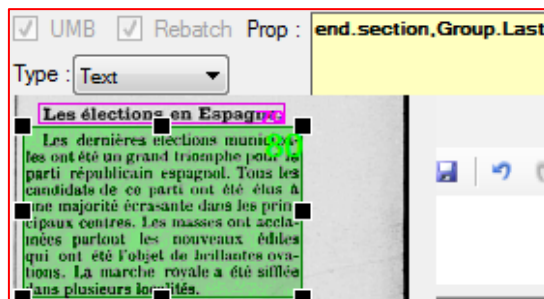 UMB Rebatch Prop : end.section,Group.Last
Type : Text
Les élections en Espagne
80
Les dernières élections municipa-
les ont été un grand triomphe pour le
parti républicain espagnol. Tous les
candidats de ce parti ont été élus à
une majorité écrasante dans les prin-
cipaux centres. Les masses ont accla-
mées partout les nouveaux édiles
qui ont été l'objet de brillantes ova-
tions. La marche royale a été sifflée
dans plusieurs localités.